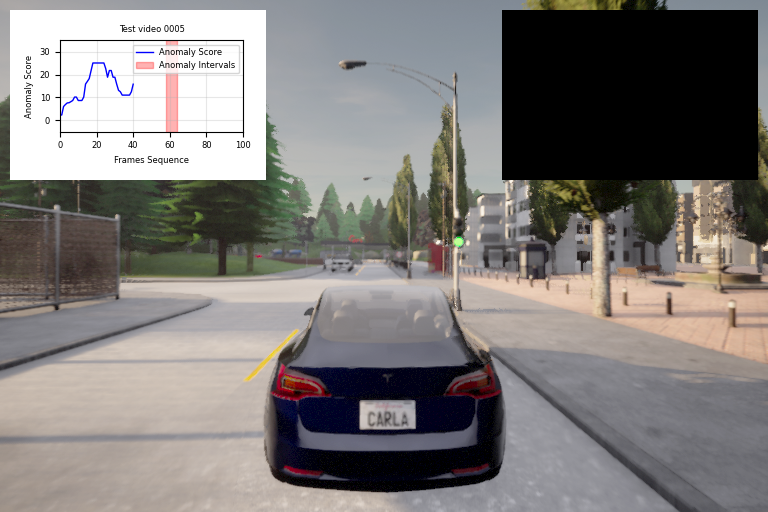 Test video 0005
Anomaly Score
Anomaly Intervals
30
20
10
0
Anomaly Score
0 20 40 60 80 100
Frames Sequence
CARLA